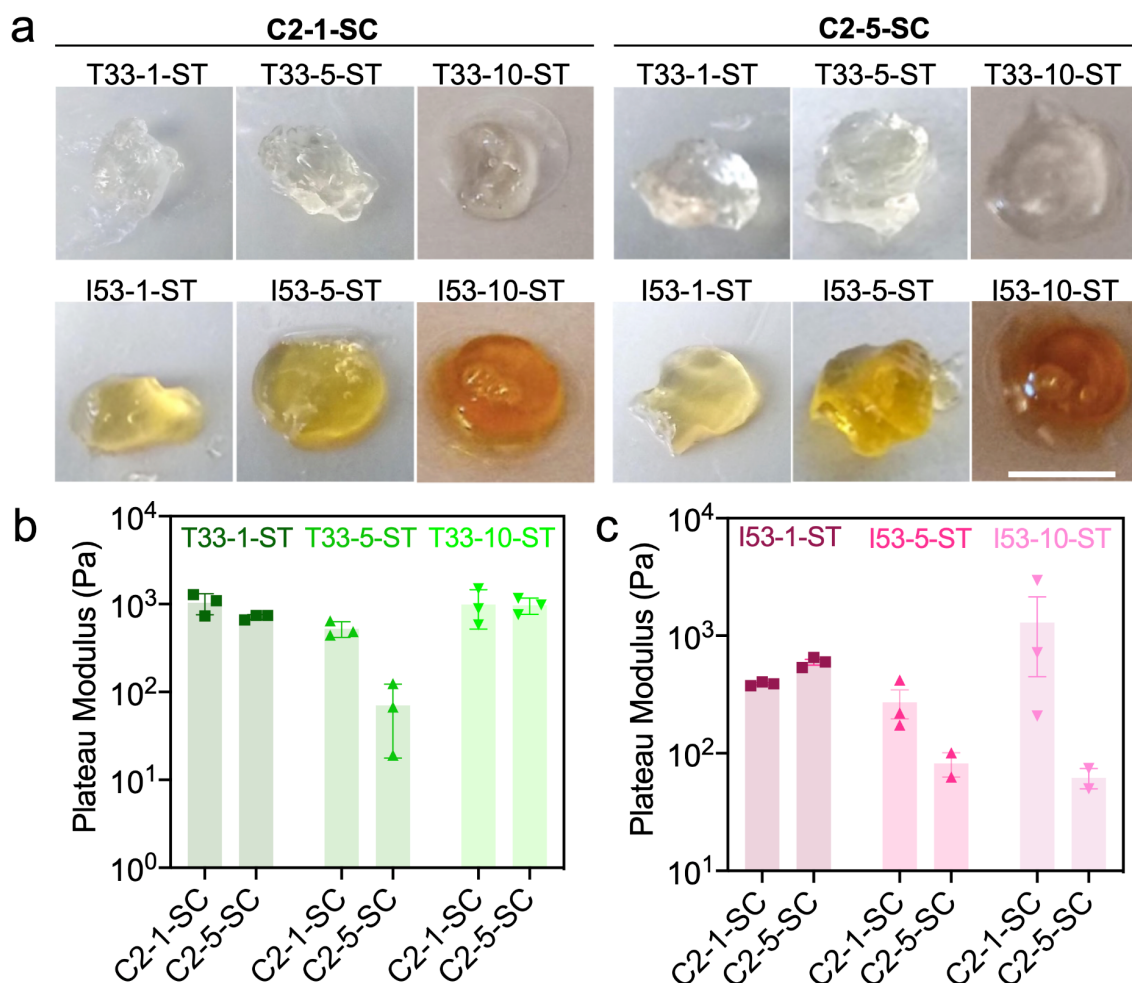 a
C2-1-SC
C2-5-SC
T33-1-ST
T33-5-ST
T33-10-ST
T33-1-ST
T33-5-ST
T33-10-ST
I53-1-ST
I53-5-ST
I53-10-ST
I53-1-ST
I53-5-ST
I53-10-ST
b
Plateau Modulus (Pa)
10⁴
10³
10²
10¹
10⁰
T33-1-ST
T33-5-ST
T33-10-ST
C2-1-SC
C2-5-SC
C2-1-SC
C2-5-SC
C2-1-SC
C2-5-SC
c
Plateau Modulus (Pa)
10⁴
10³
10²
10¹
I53-1-ST
I53-5-ST
I53-10-ST
C2-1-SC
C2-5-SC
C2-1-SC
C2-5-SC
C2-1-SC
C2-5-SC